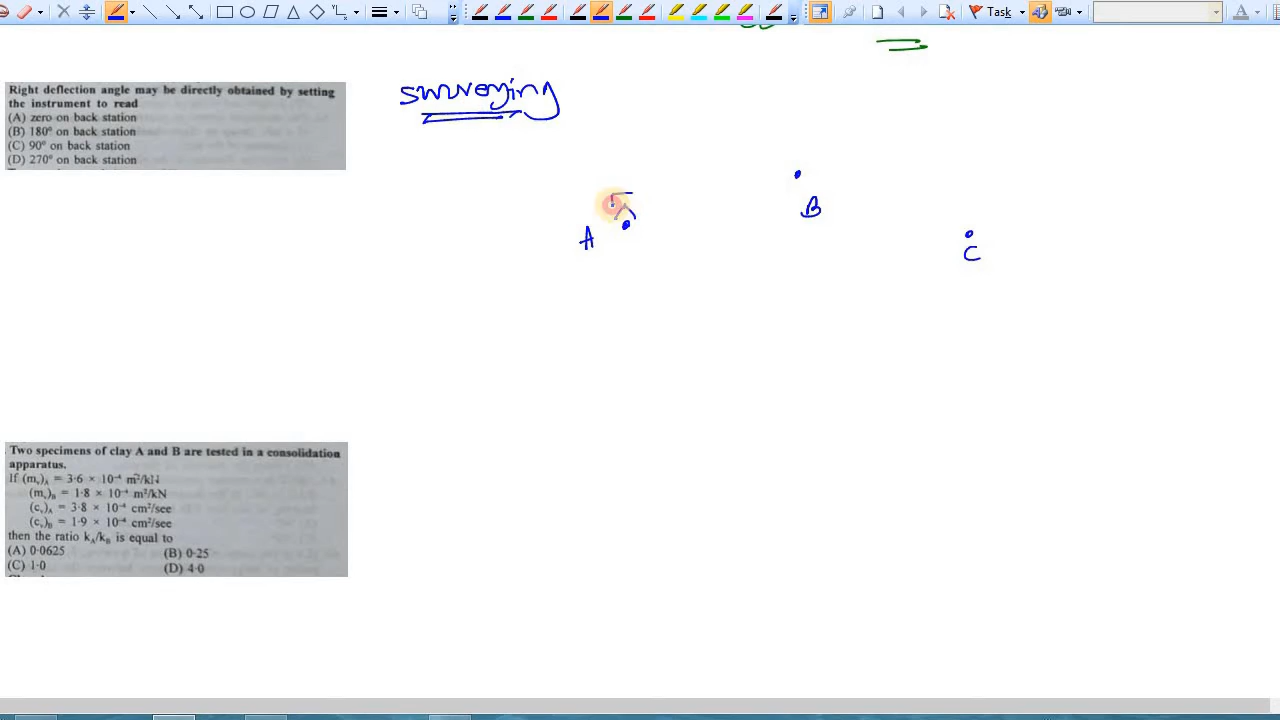 Task
A
surveying
Right deflection angle may be directly obtained by setting
the instrument to read
(A) zero on back station
(B) 180° on back station
(C) 90° on back station
(D) 270° on back station
A
B
C
Two specimens of clay A and B are tested in a consolidation
apparatus.
If (mᵥ)A = 3·6 × 10⁻⁴ m²/kN
(mᵥ)B = 1·8 × 10⁻⁴ m²/kN
(cᵥ)A = 3·8 × 10⁻⁴ cm²/see
(cᵥ)B = 1·9 × 10⁻⁴ cm²/see
then the ratio kA/kB is equal to
(A) 0·0625 (B) 0·25
(C) 1·0 (D) 4·0